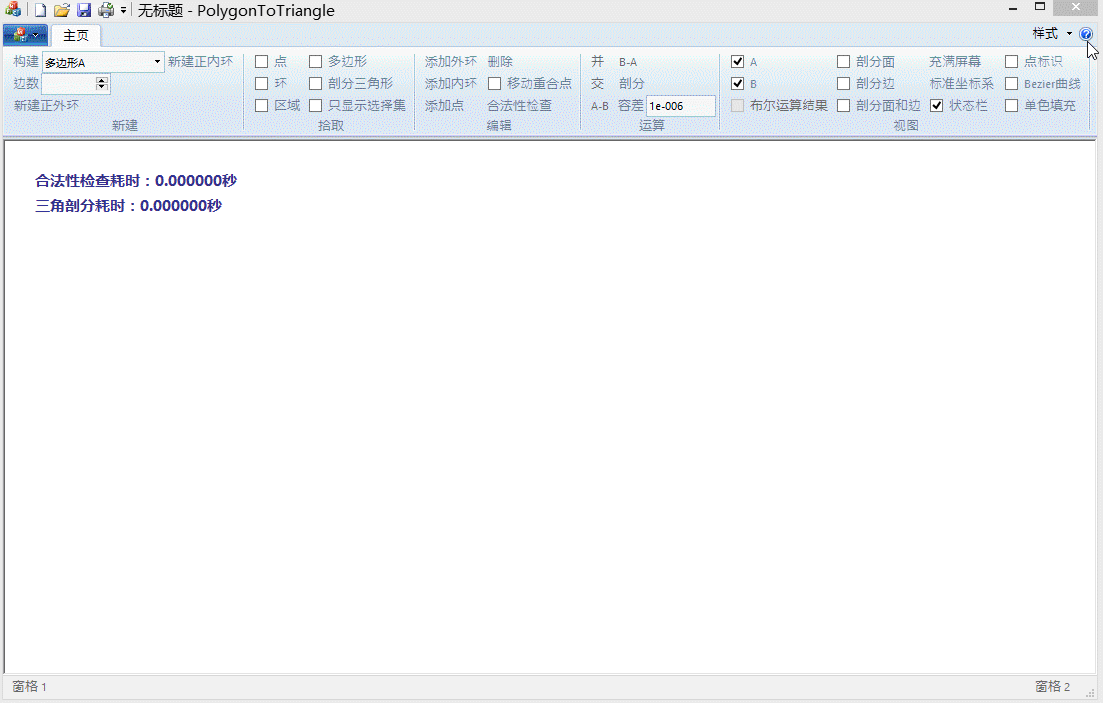 无标题 - PolygonToTriangle
主页 样式
构建 多边形A 新建正内环 点 多边形 添加外环 删除 并 B-A A 剖分面 充满屏幕 点标识
边数 环 剖分三角形 添加内环 移动重合点 交 剖分 B 剖分边 标准坐标系 Bezier曲线
新建正外环 区域 只显示选择集 添加点 合法性检查 A-B 容差 1e-006 布尔运算结果 剖分面和边 状态栏 单色填充
新建 拾取 编辑 运算 视图
合法性检查耗时：0.000000秒
三角剖分耗时：0.000000秒
窗格 1 窗格 2